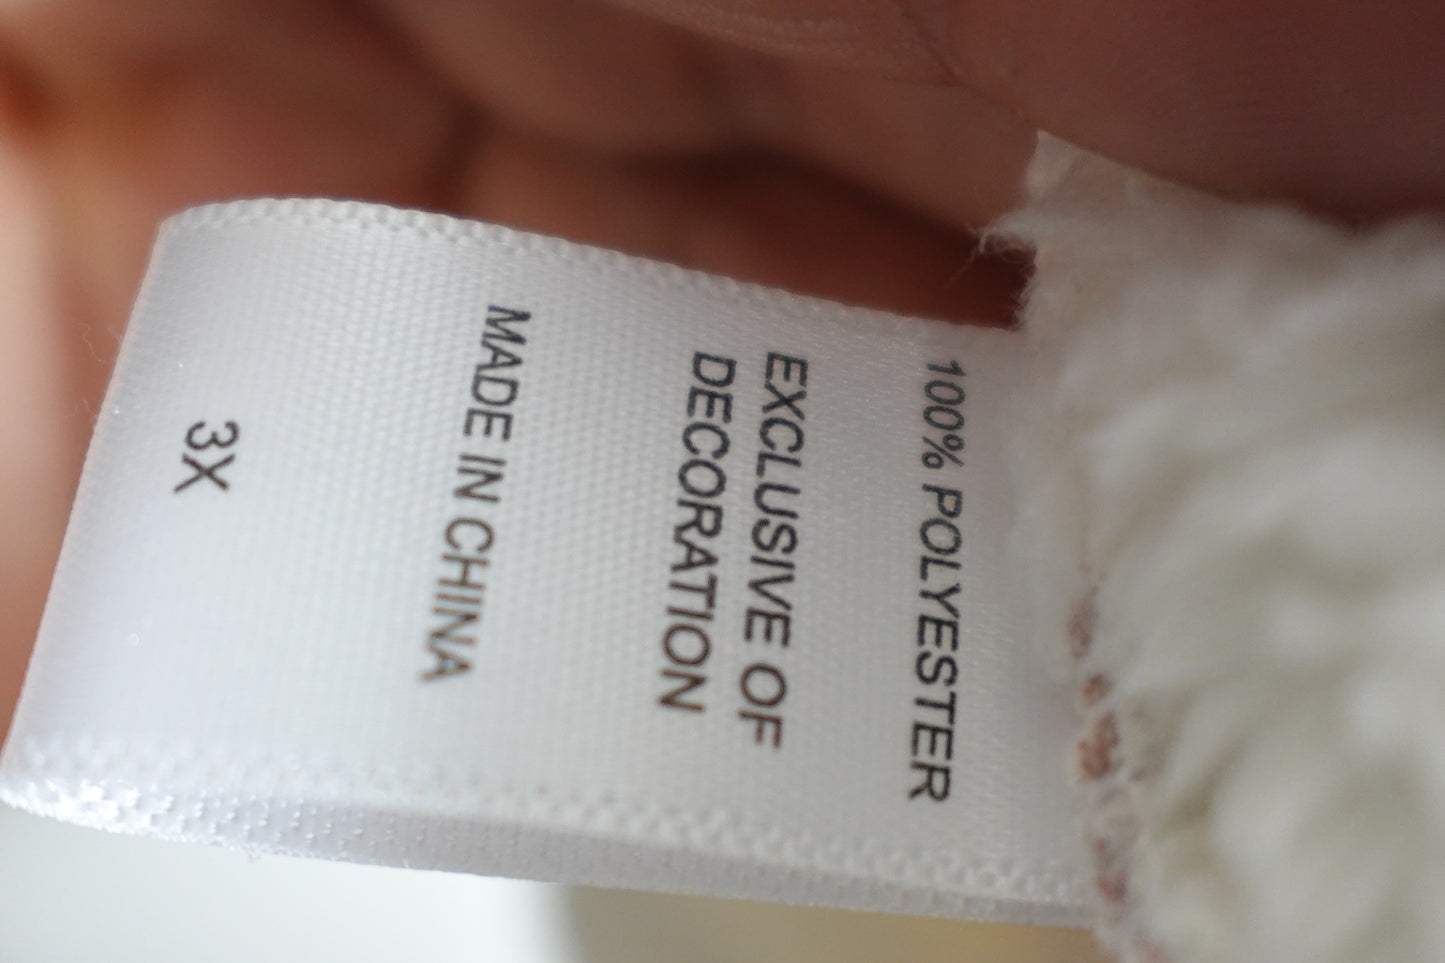 100% POLYESTER
EXCLUSIVE OF
DECORATION
MADE IN CHINA
3X